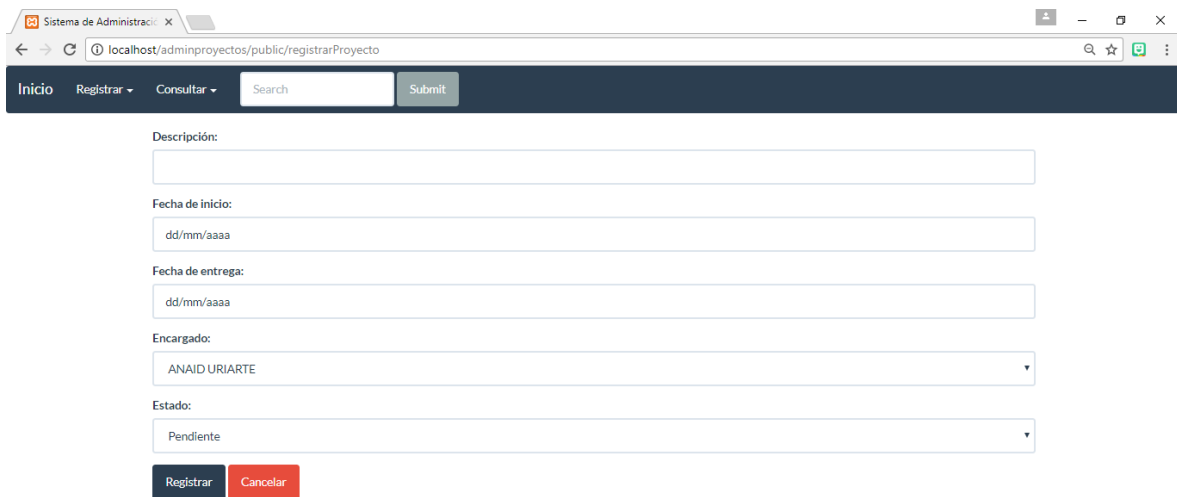 Sistema de Administració
localhost/adminproyectos/public/registrarProyecto
Inicio Registrar Consultar Search Submit
Descripción:
Fecha de inicio:
dd/mm/aaaa
Fecha de entrega:
dd/mm/aaaa
Encargado:
ANAID URIARTE
Estado:
Pendiente
Registrar Cancelar